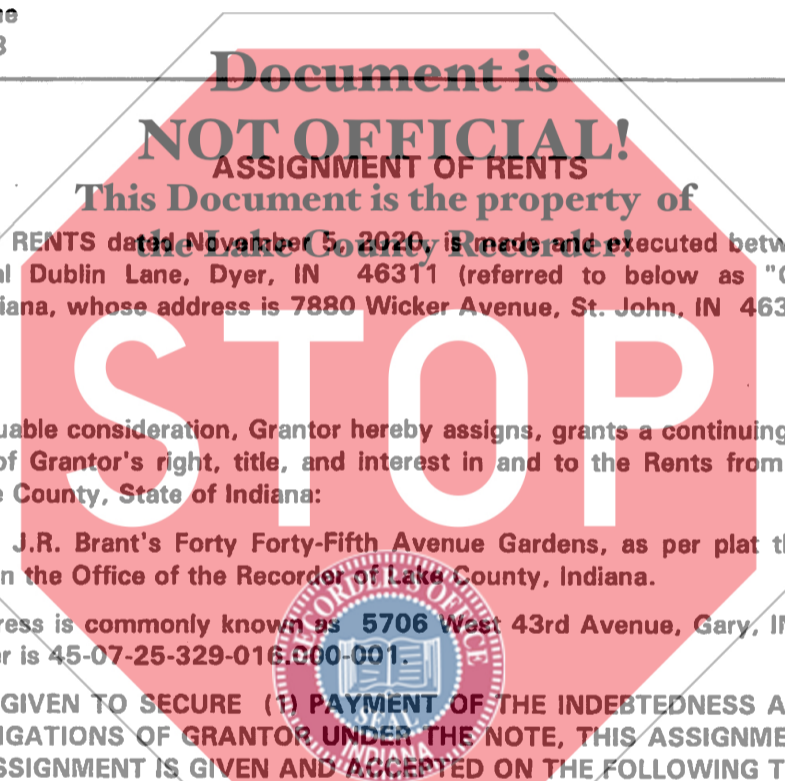 Document is
NOT OFFICIAL!
ASSIGNMENT OF RENTS
This Document is the property of
the Lake County Recorder!
RENTS dated November 5, 2020, is made and executed betw
Dublin Lane, Dyer, IN 46311 (referred to below as "
iana, whose address is 7880 Wicker Avenue, St. John, IN 463
STOP
uable consideration, Grantor hereby assigns, grants a continuing
of Grantor's right, title, and interest in and to the Rents from
County, State of Indiana:
J.R. Brant's Forty Forty-Fifth Avenue Gardens, as per plat t
n the Office of the Recorder of Lake County, Indiana.
ress is commonly known as 5706 West 43rd Avenue, Gary, I
r is 45-07-25-329-016.000-001.
RECORDER'S OFFICE
SEAL
INDIANA
GIVEN TO SECURE (1) PAYMENT OF THE INDEBTEDNESS A
IGATIONS OF GRANTOR UNDER THE NOTE, THIS ASSIGNME
SSIGNMENT IS GIVEN AND ACCEPTED ON THE FOLLOWING T